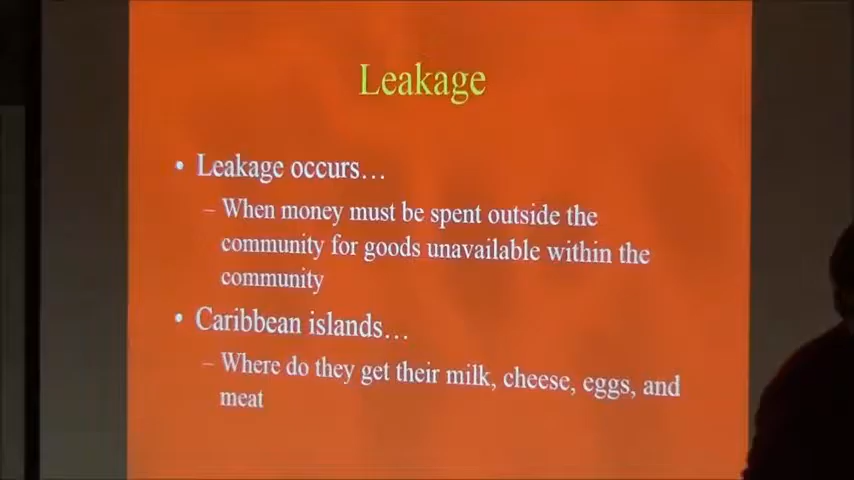 Leakage
• Leakage occurs…
– When money must be spent outside the
community for goods unavailable within the
community
• Caribbean islands…
– Where do they get their milk, cheese, eggs, and
meat